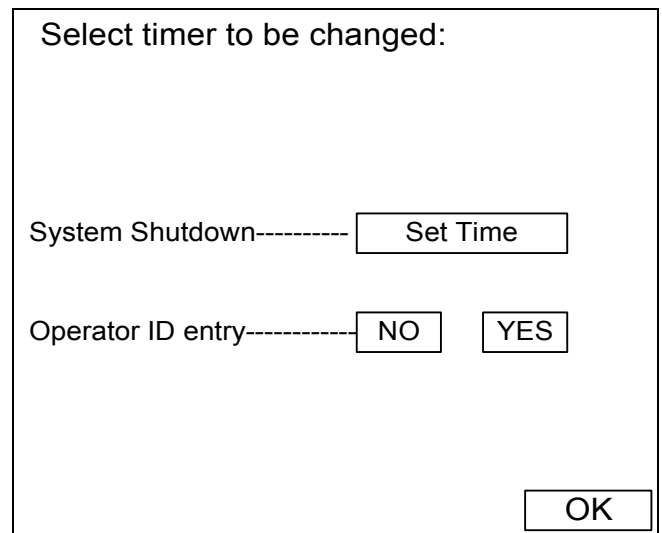 Select timer to be changed:
System Shutdown---------- Set Time
Operator ID entry------------ NO YES
OK